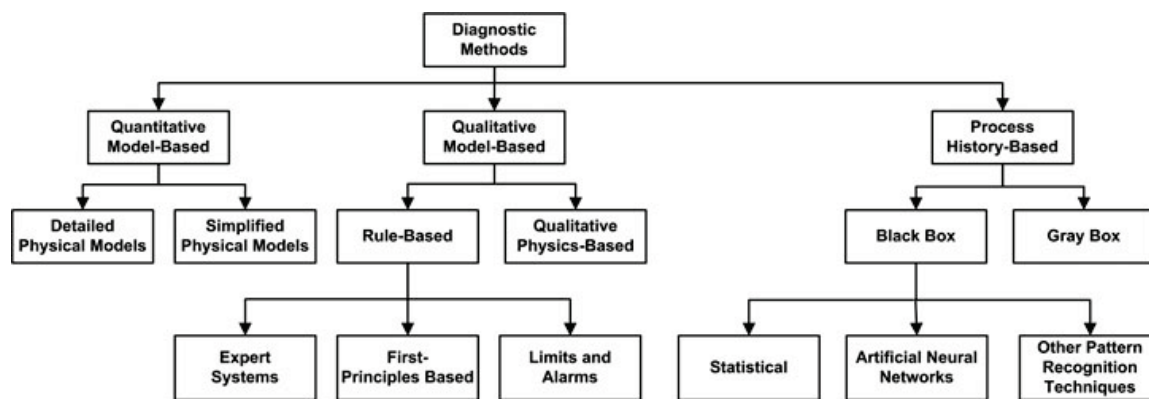 Diagnostic
Methods
Quantitative
Model-Based
Qualitative
Model-Based
Process
History-Based
Detailed
Physical Models
Simplified
Physical Models
Rule-Based
Qualitative
Physics-Based
Black Box
Gray Box
Expert
Systems
First-
Principles Based
Limits and
Alarms
Statistical
Artificial Neural
Networks
Other Pattern
Recognition
Techniques